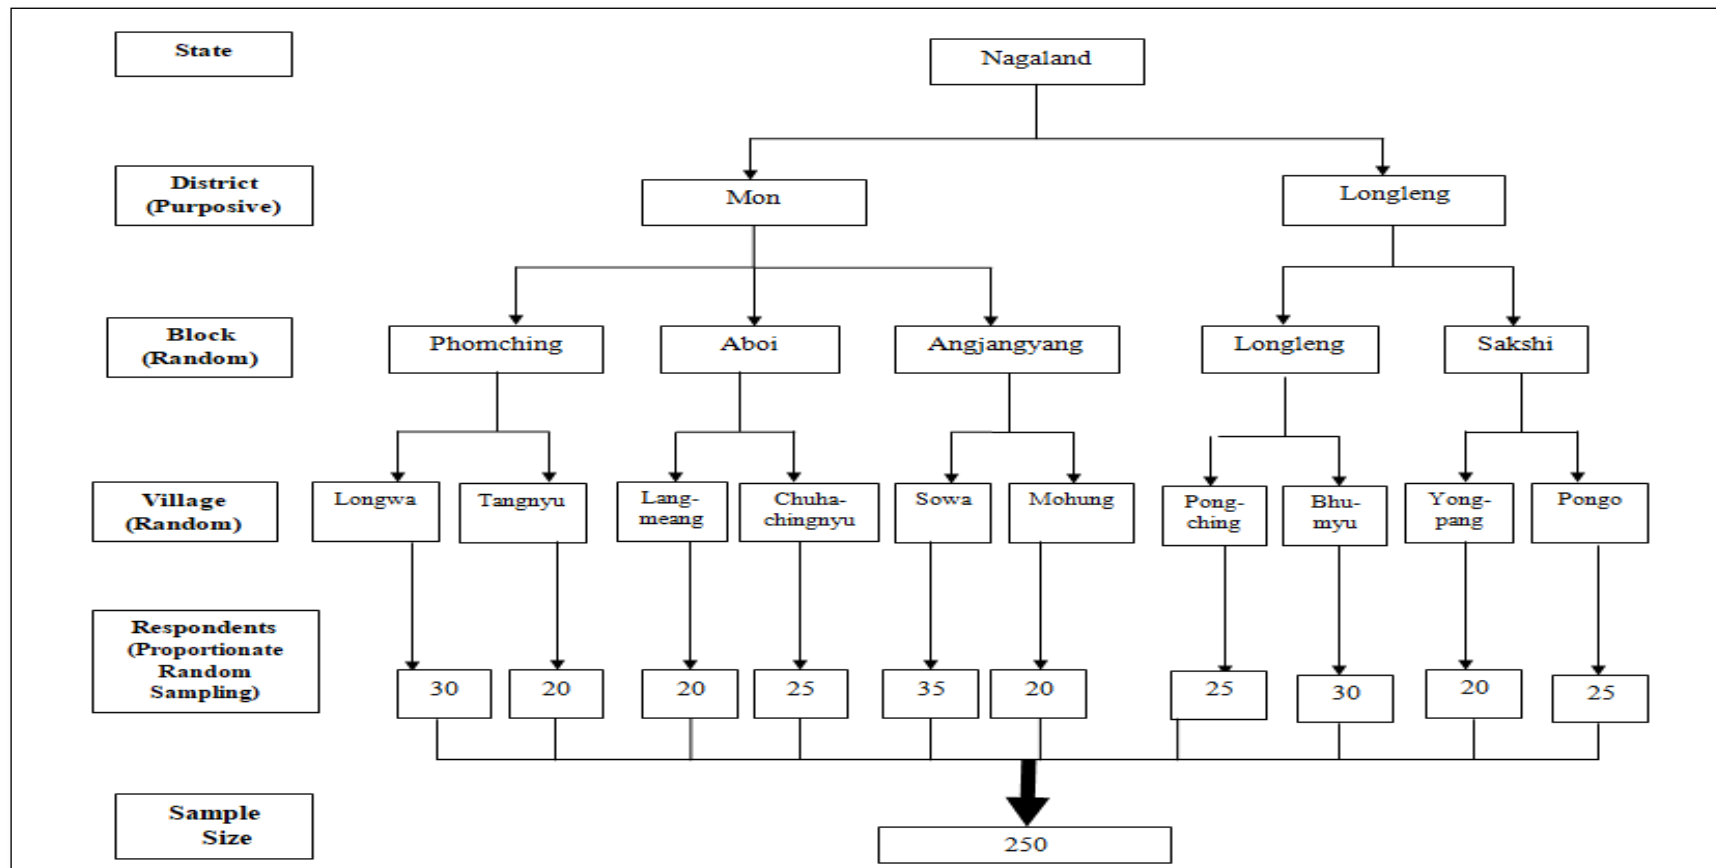 State
Nagaland
District
(Purposive)
Mon
Longleng
Block
(Random)
Phomching
Aboi
Angjangyang
Longleng
Sakshi
Village
(Random)
Longwa
Tangnyu
Lang-
meang
Chuha-
chingnyu
Sowa
Mohung
Pong-
ching
Bhu-
myu
Yong-
pang
Pongo
Respondents
(Proportionate
Random
Sampling)
30
20
20
25
35
20
25
30
20
25
Sample
Size
250